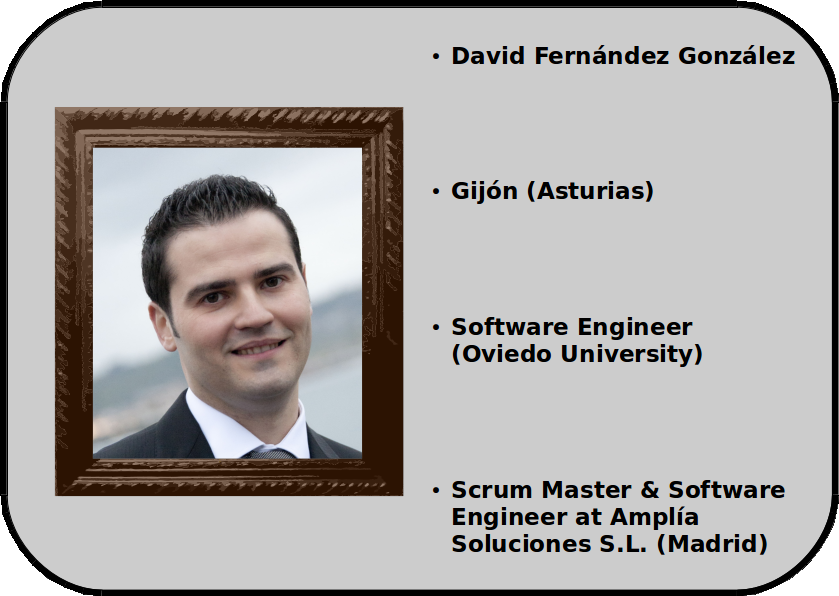 • David Fernández González
• Gijón (Asturias)
• Software Engineer
(Oviedo University)
• Scrum Master & Software
Engineer at Amplía
Soluciones S.L. (Madrid)